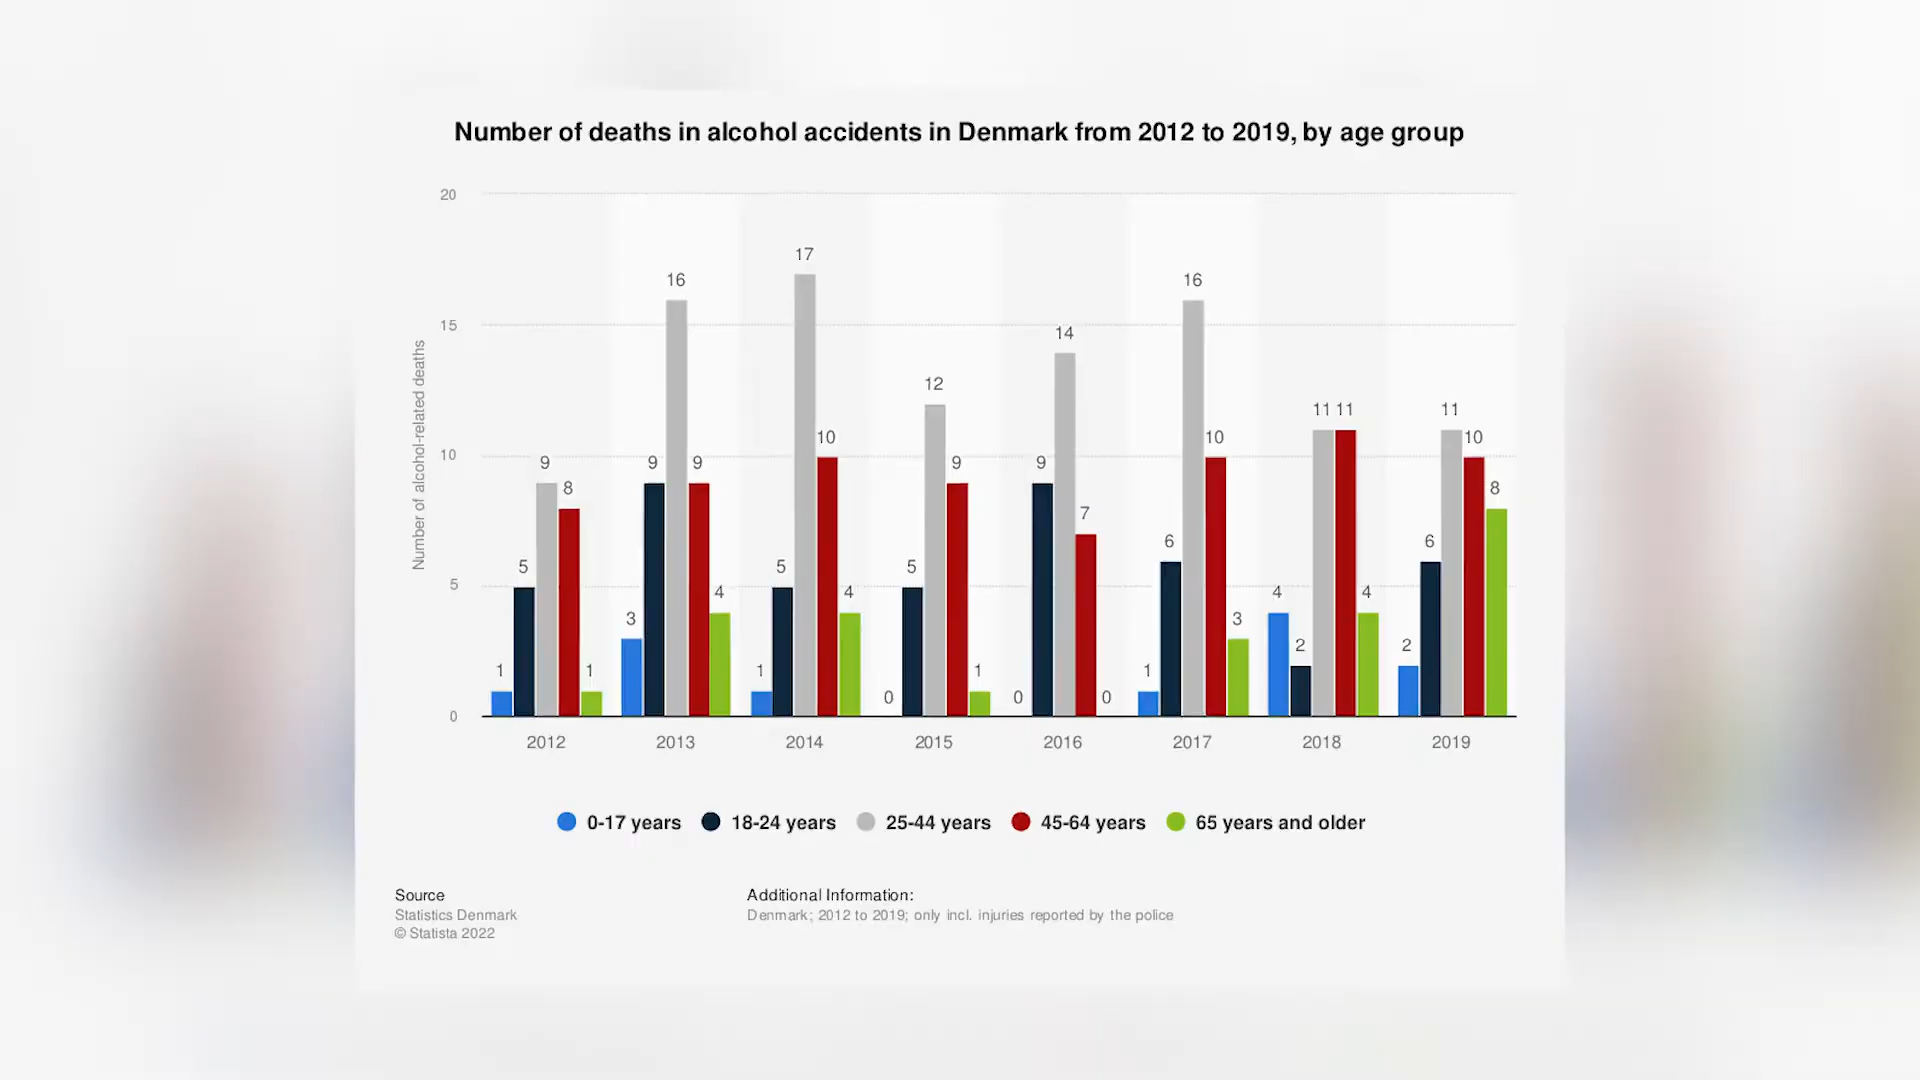 Number of deaths in alcohol accidents in Denmark from 2012 to 2019, by age group
Number of alcohol-related deaths
20
15
10
5
0
1 5 9 8 1
3 9 16 9 4
1 5 17 10 4
0 5 12 9 1
0 9 14 7 0
1 6 16 10 3
4 2 11 11 4
2 6 11 10 8
2012 2013 2014 2015 2016 2017 2018 2019
0-17 years 18-24 years 25-44 years 45-64 years 65 years and older
Source
Statistics Denmark
© Statista 2022
Additional Information:
Denmark; 2012 to 2019; only incl. injuries reported by the police